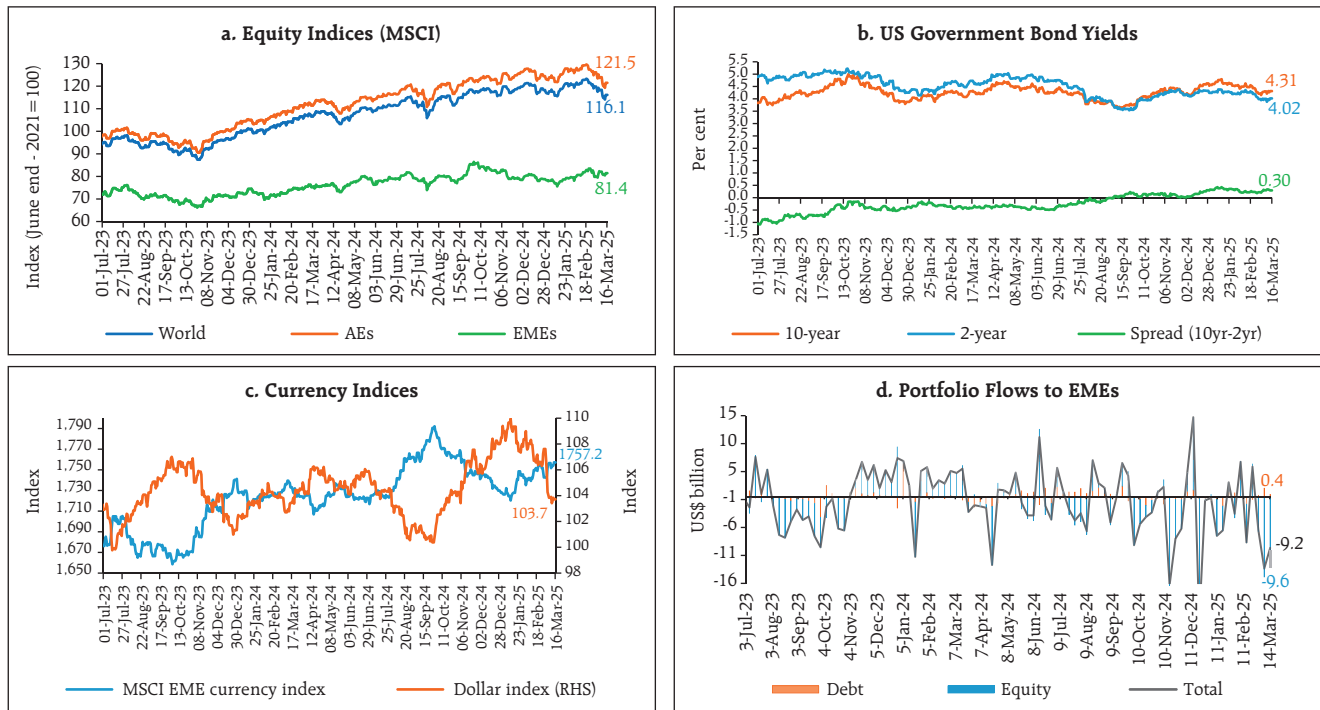 a. Equity Indices (MSCI)
Index (June end - 2021 = 100)
130
120
110
100
90
80
70
60
121.5
116.1
81.4
01-Jul-23
27-Jul-23
22-Aug-23
17-Sep-23
13-Oct-23
08-Nov-23
04-Dec-23
30-Dec-23
25-Jan-24
20-Feb-24
17-Mar-24
12-Apr-24
08-May-24
03-Jun-24
29-Jun-24
25-Jul-24
20-Aug-24
15-Sep-24
11-Oct-24
06-Nov-24
02-Dec-24
28-Dec-24
23-Jan-25
18-Feb-25
16-Mar-25
World AEs EMEs
b. US Government Bond Yields
Per cent
5.5
5.0
4.5
4.0
3.5
3.0
2.5
2.0
1.5
1.0
0.5
0.0
-0.5
-1.0
-1.5
4.31
4.02
0.30
01-Jul-23
27-Jul-23
22-Aug-23
17-Sep-23
13-Oct-23
08-Nov-23
04-Dec-23
30-Dec-23
25-Jan-24
20-Feb-24
17-Mar-24
12-Apr-24
08-May-24
03-Jun-24
29-Jun-24
25-Jul-24
20-Aug-24
15-Sep-24
11-Oct-24
06-Nov-24
02-Dec-24
28-Dec-24
23-Jan-25
18-Feb-25
16-Mar-25
10-year 2-year Spread (10yr-2yr)
c. Currency Indices
Index
1.790
1.770
1.750
1.730
1.710
1.690
1.670
1.650
110
108
106
104
102
100
98
Index
1757.2
103.7
01-Jul-23
27-Jul-23
22-Aug-23
17-Sep-23
13-Oct-23
08-Nov-23
04-Dec-23
30-Dec-23
25-Jan-24
20-Feb-24
17-Mar-24
12-Apr-24
08-May-24
03-Jun-24
29-Jun-24
25-Jul-24
20-Aug-24
15-Sep-24
11-Oct-24
06-Nov-24
02-Dec-24
28-Dec-24
23-Jan-25
18-Feb-25
16-Mar-25
MSCI EME currency index Dollar index (RHS)
d. Portfolio Flows to EMEs
US$ billion
15
10
5
-1
-6
-11
-16
0.4
-9.2
-9.6
3-Jul-23
3-Aug-23
3-Sep-23
4-Oct-23
4-Nov-23
5-Dec-23
5-Jan-24
5-Feb-24
7-Mar-24
7-Apr-24
8-May-24
8-Jun-24
9-Jul-24
9-Aug-24
9-Sep-24
10-Oct-24
10-Nov-24
11-Dec-24
11-Jan-25
11-Feb-25
14-Mar-25
Debt Equity Total